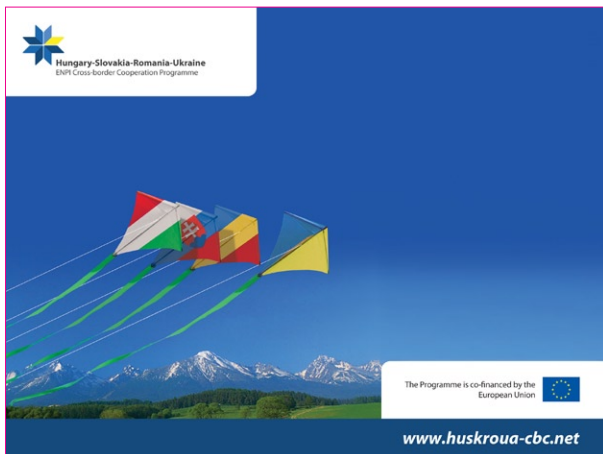 Hungary-Slovakia-Romania-Ukraine
ENPI Cross-border Cooperation Programme
The Programme is co-financed by the
European Union
www.huskroua-cbc.net